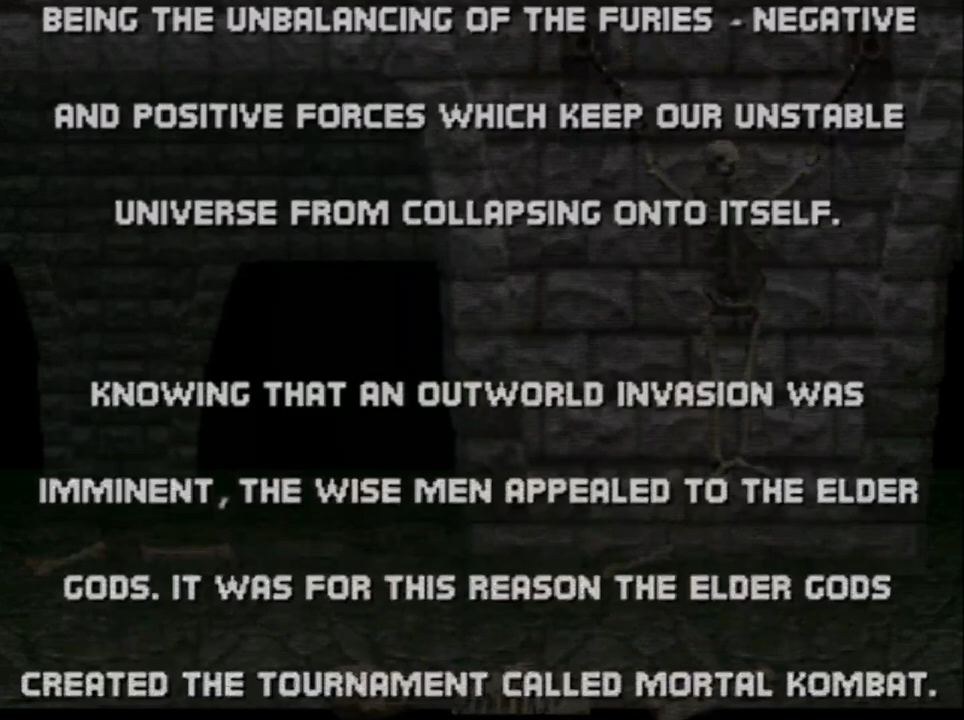 BEING THE UNBALANCING OF THE FURIES - NEGATIVE
AND POSITIVE FORCES WHICH KEEP OUR UNSTABLE
UNIVERSE FROM COLLAPSING ONTO ITSELF.
KNOWING THAT AN OUTWORLD INVASION WAS
IMMINENT, THE WISE MEN APPEALED TO THE ELDER
GODS. IT WAS FOR THIS REASON THE ELDER GODS
CREATED THE TOURNAMENT CALLED MORTAL KOMBAT.